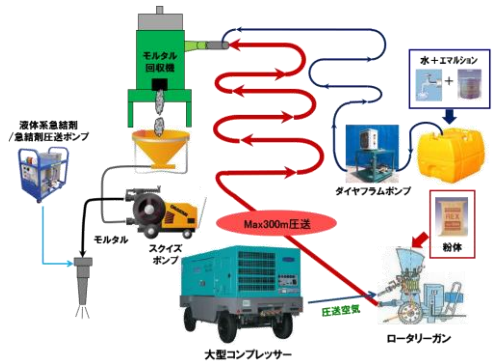 モルタル
回収機
水＋エマルション
液体系急結剤
/急結剤圧送ポンプ
ダイヤフラムポンプ
粉体
モルタル
スクイズ
ポンプ
Max300m圧送
圧送空気
大型コンプレッサー
ロータリーガン